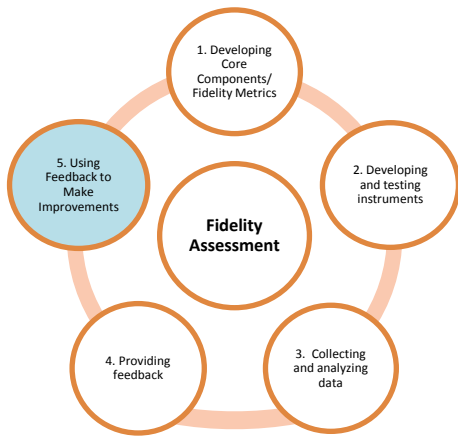 1. Developing
Core
Components/
Fidelity Metrics
2. Developing
and testing
instruments
3. Collecting
and analyzing
data
4. Providing
feedback
5. Using
Feedback to
Make
Improvements
Fidelity
Assessment